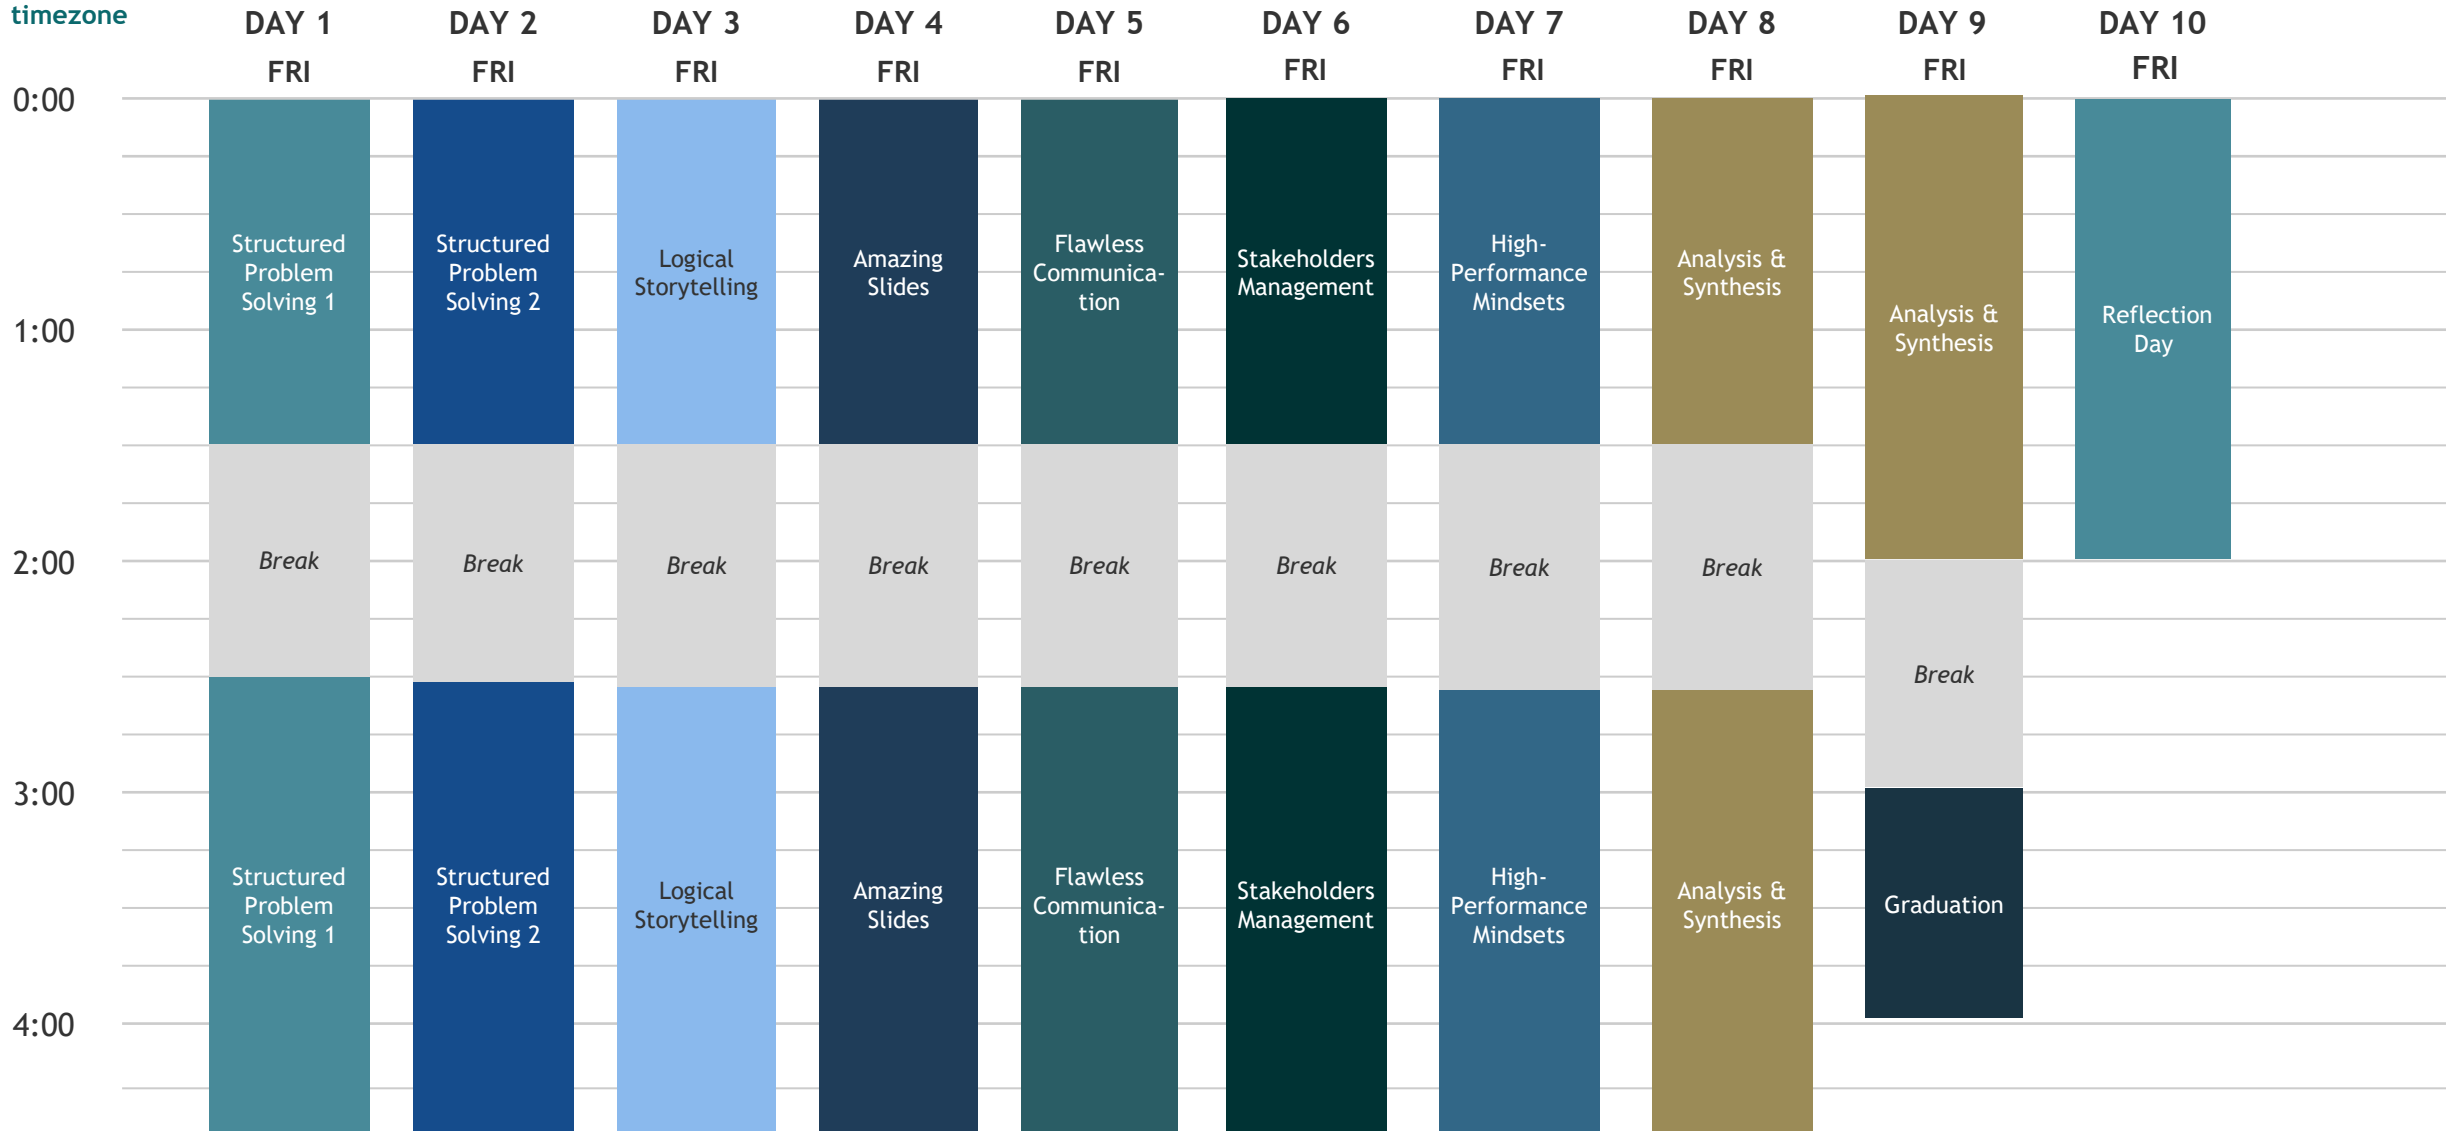 timezone
DAY 1
DAY 2
DAY 3
DAY 4
DAY 5
DAY 6
DAY 7
DAY 8
DAY 9
DAY 10
FRI
FRI
FRI
FRI
FRI
FRI
FRI
FRI
FRI
FRI
0:00
Structured
Problem
Solving 1
Structured
Problem
Solving 2
Logical
Storytelling
Amazing
Slides
Flawless
Communica-
tion
Stakeholders
Management
High-
Performance
Mindsets
Analysis &
Synthesis
Analysis &
Synthesis
Reflection
Day
1:00
2:00
Break
Break
Break
Break
Break
Break
Break
Break
Break
3:00
Structured
Problem
Solving 1
Structured
Problem
Solving 2
Logical
Storytelling
Amazing
Slides
Flawless
Communica-
tion
Stakeholders
Management
High-
Performance
Mindsets
Analysis &
Synthesis
Graduation
4:00